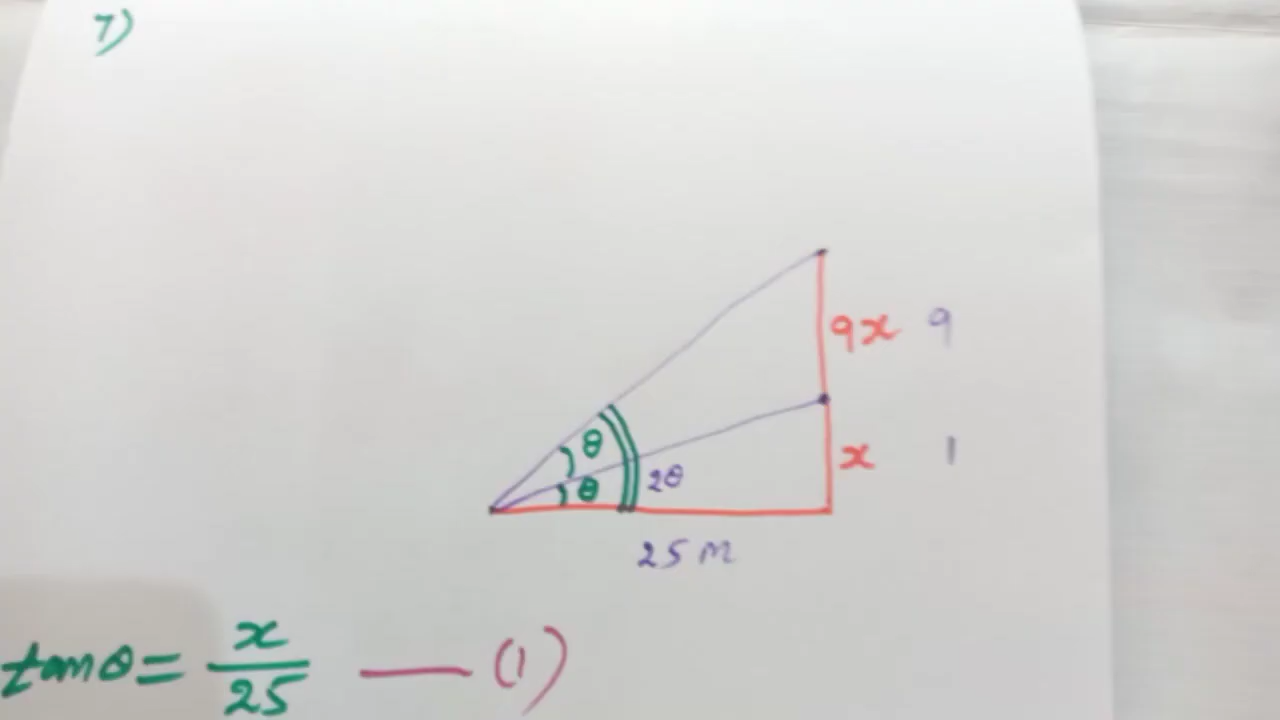 7)
9x 9
θ
x 1
θ 2θ
25 m
tanθ = x/25 —— (1)